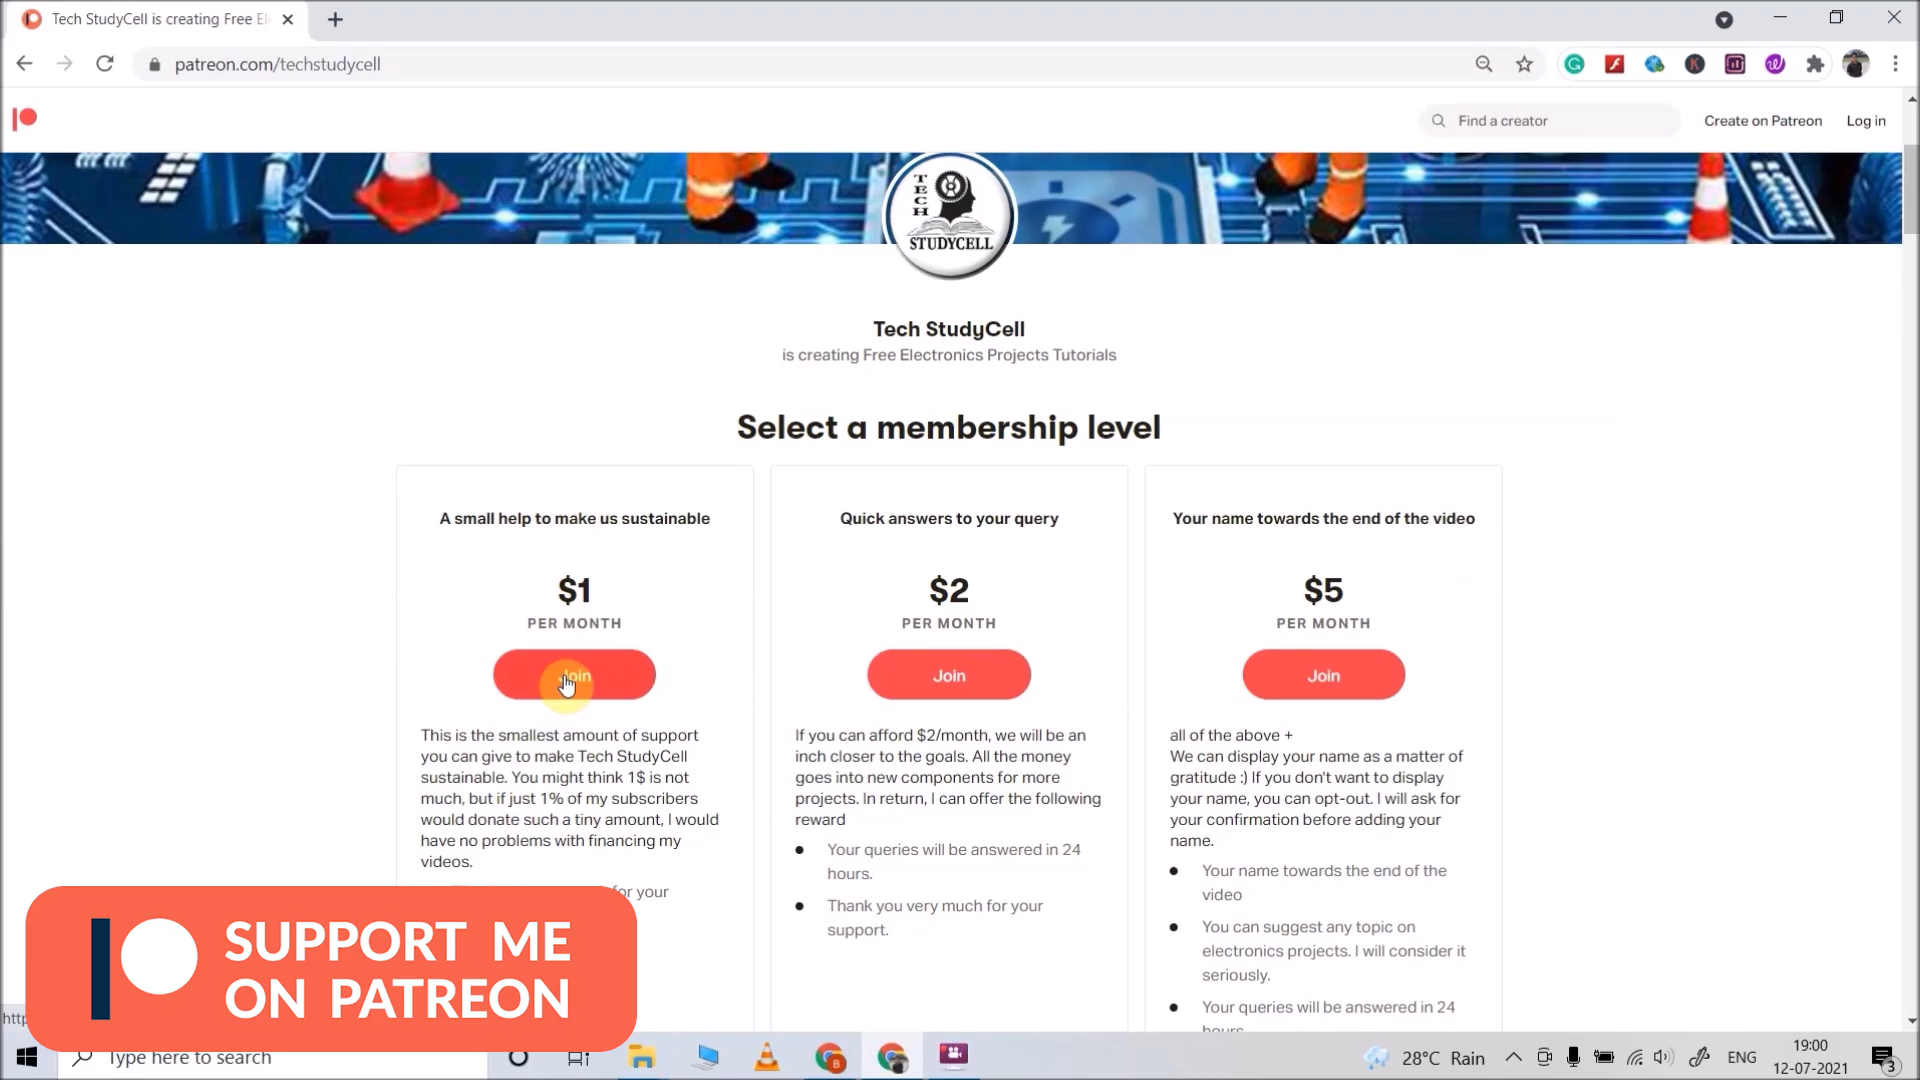 Tech StudyCell is creating Free El
patreon.com/techstudycell
Find a creator
Create on Patreon
Log in
TECH
STUDYCELL
Tech StudyCell
is creating Free Electronics Projects Tutorials
Select a membership level
A small help to make us sustainable
$1
PER MONTH
Join
This is the smallest amount of support
you can give to make Tech StudyCell
sustainable. You might think 1$ is not
much, but if just 1% of my subscribers
would donate such a tiny amount, I would
have no problems with financing my
videos.
for your
Quick answers to your query
$2
PER MONTH
Join
If you can afford $2/month, we will be an
inch closer to the goals. All the money
goes into new components for more
projects. In return, I can offer the following
reward
Your queries will be answered in 24
hours.
Thank you very much for your
support.
Your name towards the end of the video
$5
PER MONTH
Join
all of the above +
We can display your name as a matter of
gratitude :) If you don't want to display
your name, you can opt-out. I will ask for
your confirmation before adding your
name.
Your name towards the end of the
video
You can suggest any topic on
electronics projects. I will consider it
seriously.
Your queries will be answered in 24
hours.
SUPPORT ME
ON PATREON
http
Type here to search
28°C Rain
ENG
19:00
12-07-2021
3